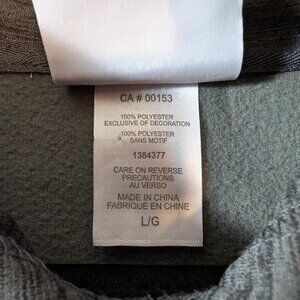 CA # 00153
100% POLYESTER
EXCLUSIVE OF DECORATION
100% POLYESTER
SANS MOTIF
1384377
CARE ON REVERSE
PRECAUTIONS
AU VERSO
MADE IN CHINA
FABRIQUE EN CHINE
L/G